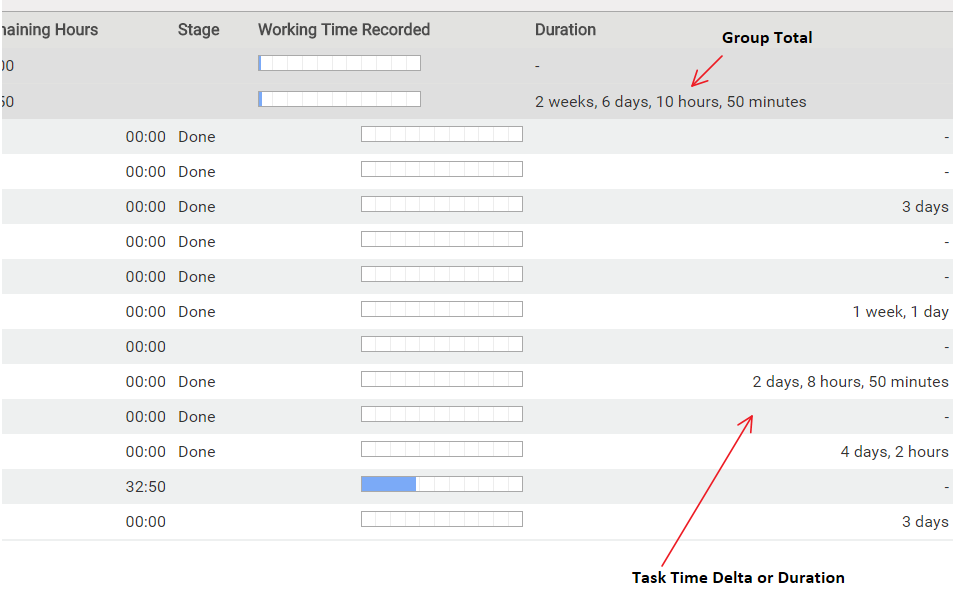 maining Hours Stage Working Time Recorded Duration
Group Total
00 -
50 2 weeks, 6 days, 10 hours, 50 minutes
00:00 Done -
00:00 Done -
00:00 Done 3 days
00:00 Done -
00:00 Done -
00:00 Done 1 week, 1 day
00:00 -
00:00 Done 2 days, 8 hours, 50 minutes
00:00 Done -
00:00 Done 4 days, 2 hours
32:50 -
00:00 3 days
Task Time Delta or Duration